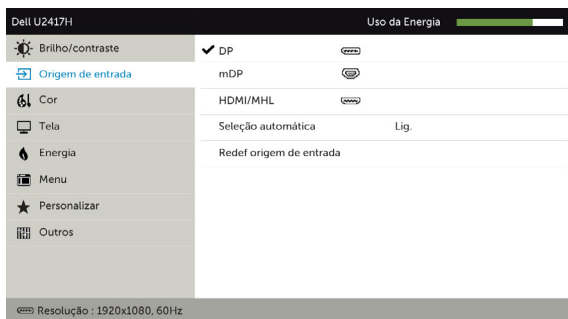 Dell U2417H Uso da Energia
Brilho/contraste
Origem de entrada
Cor
Tela
Energia
Menu
Personalizar
Outros
DP
mDP
HDMI/MHL
Seleção automática Lig.
Redef origem de entrada
Resolução : 1920x1080, 60Hz